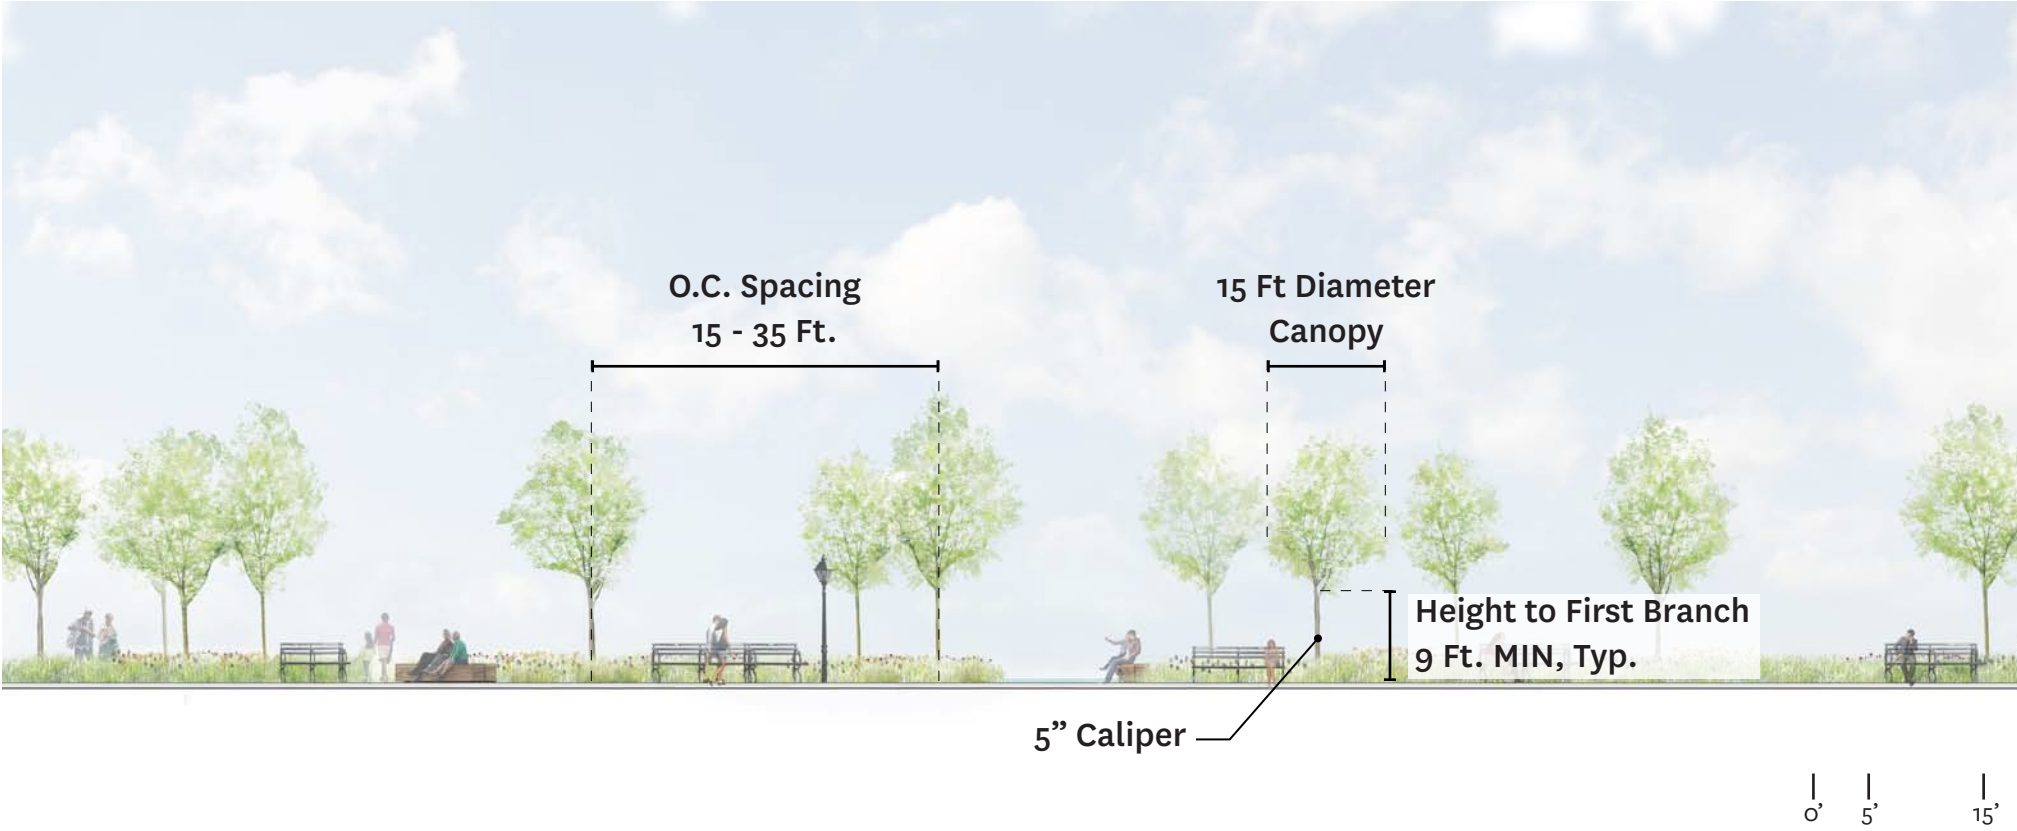 O.C. Spacing
15 - 35 Ft.
15 Ft Diameter
Canopy
Height to First Branch
9 Ft. MIN, Typ.
5” Caliper
0’ 5’ 15’